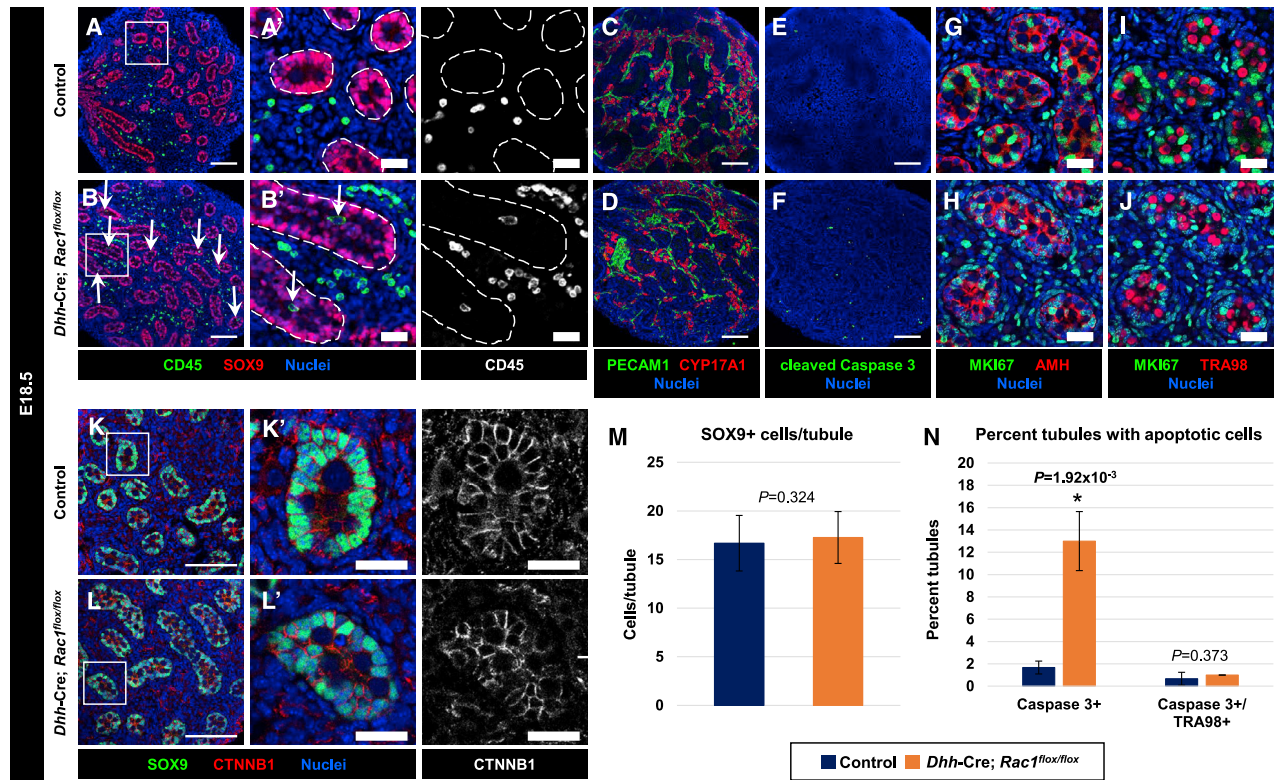 E18.5
Control
A
A'
C
E
G
I
Dhh-Cre; Rac1flox/flox
B
B'
D
F
H
J
CD45 SOX9 Nuclei
CD45
PECAM1 CYP17A1
Nuclei
cleaved Caspase 3
Nuclei
MKI67 AMH
Nuclei
MKI67 TRA98
Nuclei
Control
K
K'
Dhh-Cre; Rac1flox/flox
L
L'
SOX9 CTNNB1 Nuclei
CTNNB1
M SOX9+ cells/tubule
Cells/tubule
25
20
15
10
5
0
P=0.324
N Percent tubules with apoptotic cells
Percent tubules
20
18
16
14
12
10
8
6
4
2
0
P=1.92x10-3
*
P=0.373
Caspase 3+
Caspase 3+/
TRA98+
Control Dhh-Cre; Rac1flox/flox